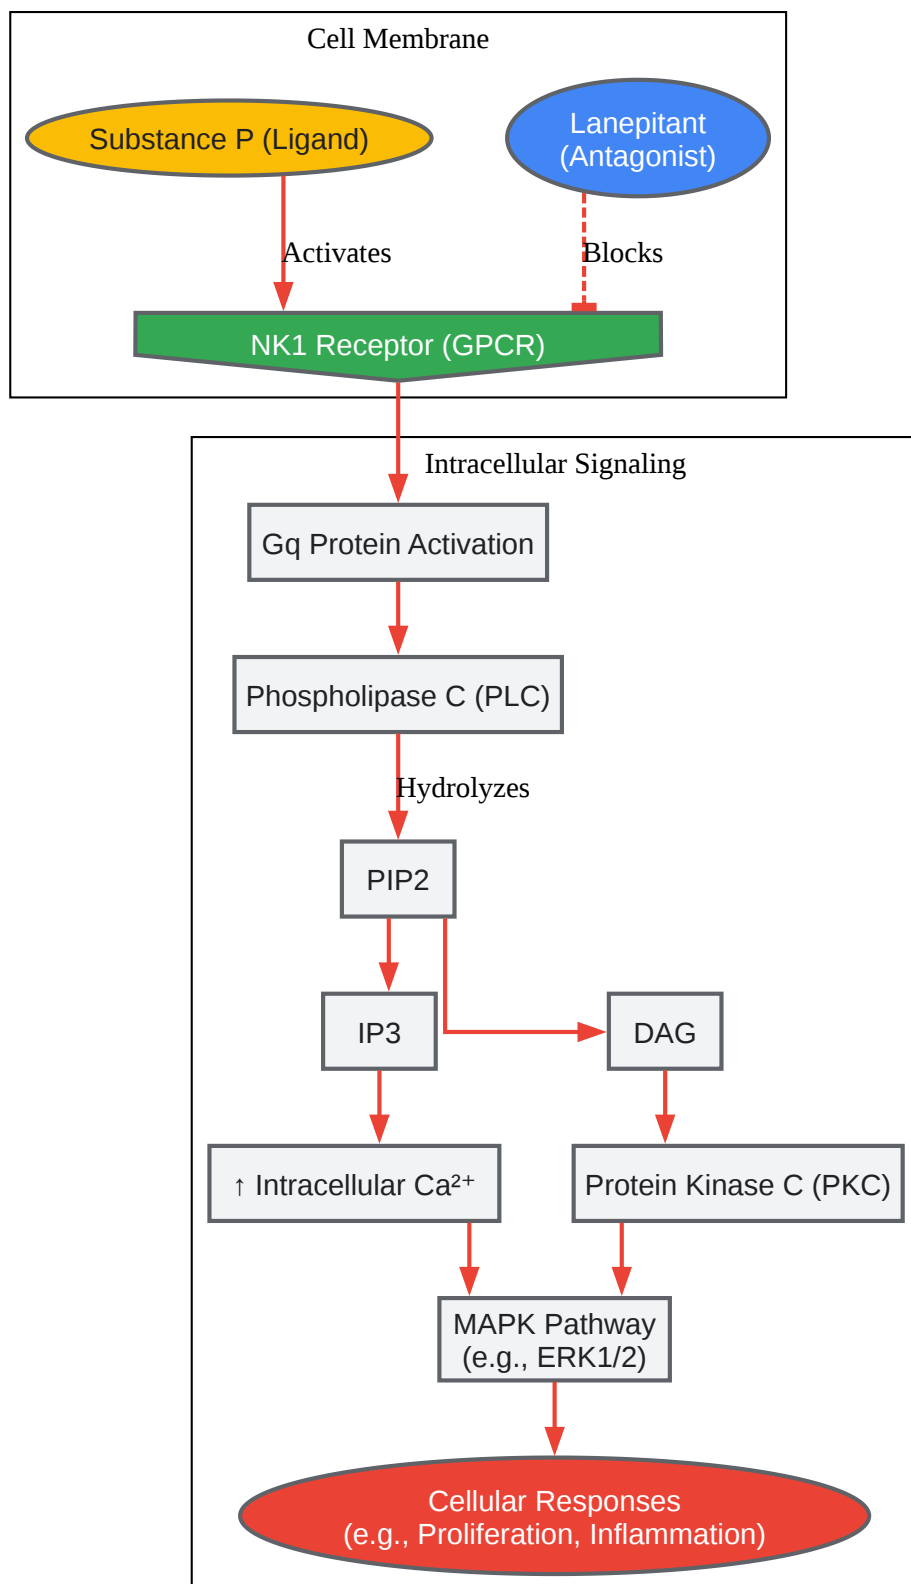 Cell Membrane
Substance P (Ligand)
Lanepitant
(Antagonist)
Activates
Blocks
NK1 Receptor (GPCR)
Intracellular Signaling
Gq Protein Activation
Phospholipase C (PLC)
Hydrolyzes
PIP2
IP3
DAG
↑ Intracellular Ca²⁺
Protein Kinase C (PKC)
MAPK Pathway
(e.g., ERK1/2)
Cellular Responses
(e.g., Proliferation, Inflammation)